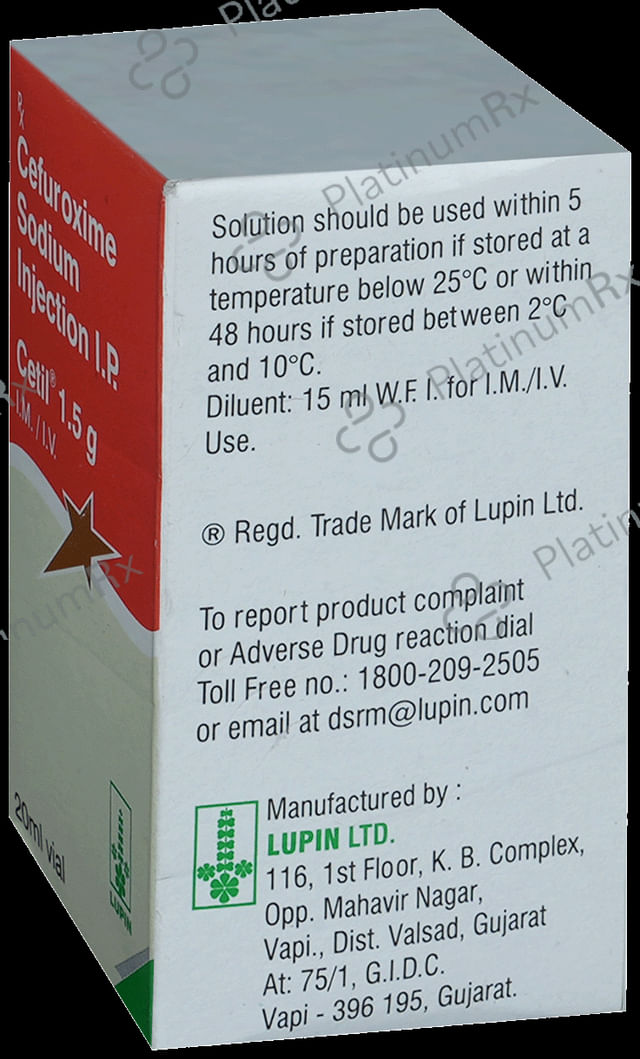 Rx
Cefuroxime
Sodium
Injection I.P.
Cetil® 1.5 g
I.M. / I.V.
20ml vial
LUPIN
Solution should be used within 5
hours of preparation if stored at a
temperature below 25°C or within
48 hours if stored between 2°C
and 10°C.
Diluent: 15 ml W.F. I. for I.M./I.V.
Use.
® Regd. Trade Mark of Lupin Ltd.
To report product complaint
or Adverse Drug reaction dial
Toll Free no.: 1800-209-2505
or email at dsrm@lupin.com
Manufactured by :
LUPIN LTD.
116, 1st Floor, K. B. Complex,
Opp. Mahavir Nagar,
Vapi., Dist. Valsad, Gujarat
At: 75/1, G.I.D.C.
Vapi - 396 195, Gujarat.
PlatinumRx
PlatinumRx